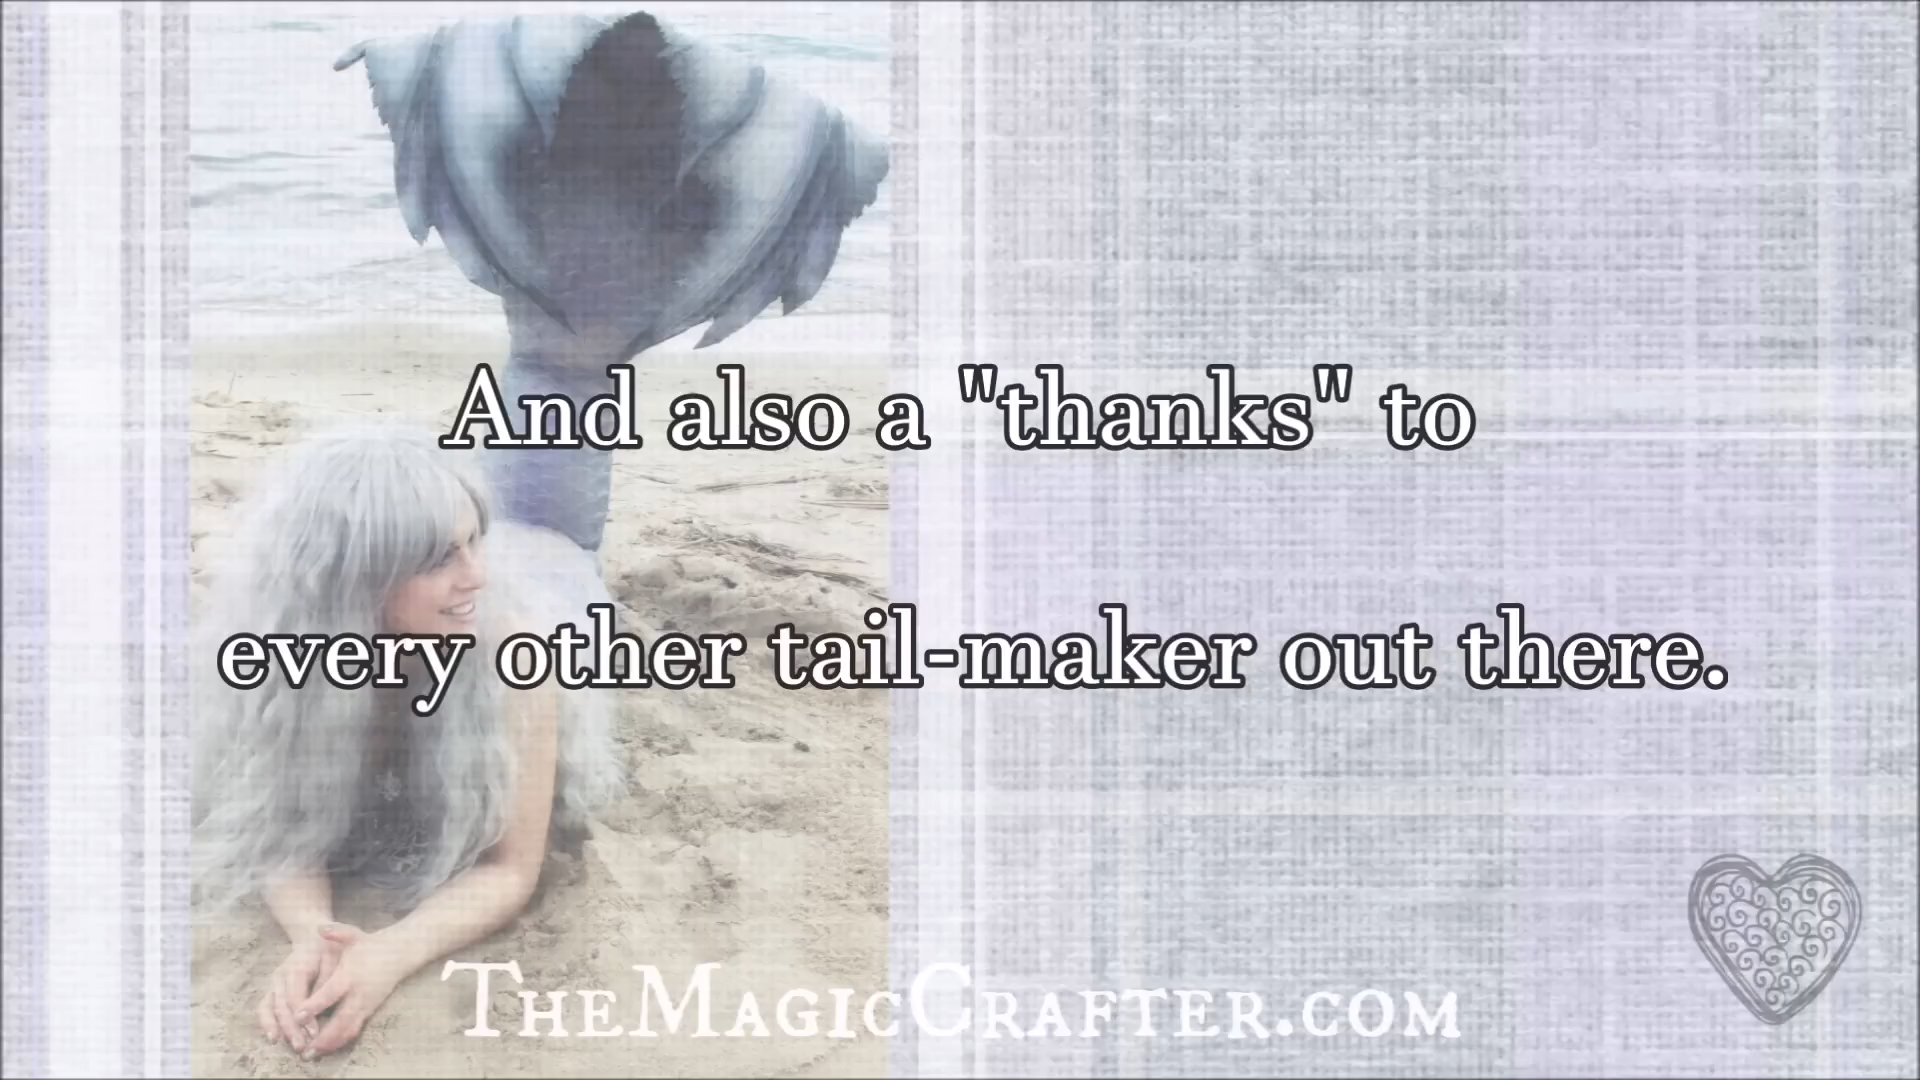 And also a "thanks" to
every other tail-maker out there.
TheMagicCrafter.com